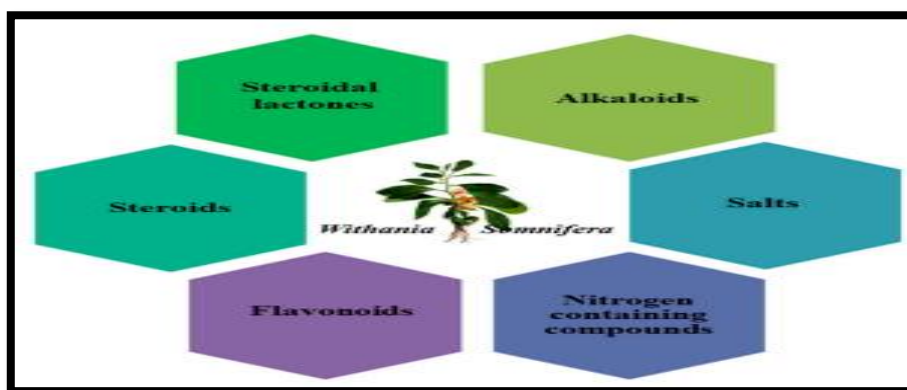 Steroidal
lactones
Alkaloids
Steroids
Withania Somnifera
Salts
Flavonoids
Nitrogen
containing
compounds